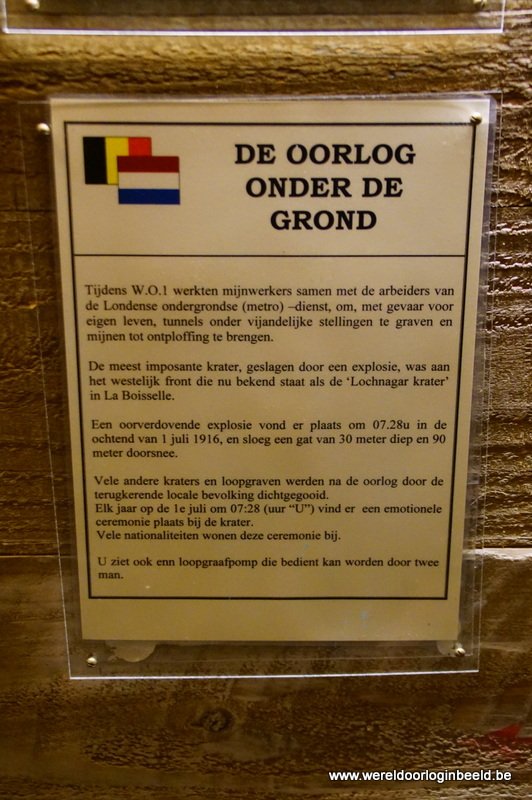 DE OORLOG
ONDER DE
GROND
Tijdens W.O.1 werkten mijnwerkers samen met de arbeiders van
de Londense ondergrondse (metro) –dienst, om, met gevaar voor
eigen leven, tunnels onder vijandelijke stellingen te graven en
mijnen tot ontploffing te brengen.
De meest imposante krater, geslagen door een explosie, was aan
het westelijk front die nu bekend staat als de ‘Lochnagar krater’
in La Boisselle.
Een oorverdovende explosie vond er plaats om 07.28u in de
ochtend van 1 juli 1916, en sloeg een gat van 30 meter diep en 90
meter doorsnee.
Vele andere kraters en loopgraven werden na de oorlog door de
terugkerende locale bevolking dichtgegooid.
Elk jaar op de 1e juli om 07:28 (uur “U”) vind er een emotionele
ceremonie plaats bij de krater.
Vele nationaliteiten wonen deze ceremonie bij.
U ziet ook enn loopgraafpomp die bedient kan worden door twee
man.
www.wereldoorloginbeeld.be